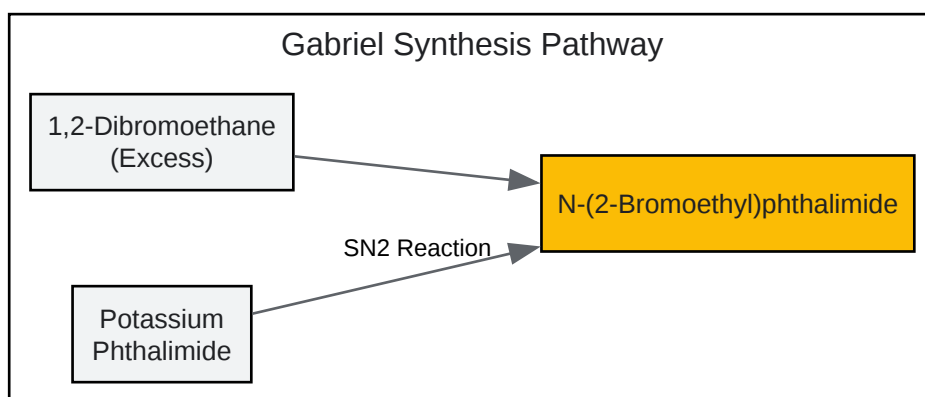 Gabriel Synthesis Pathway
1,2-Dibromoethane
(Excess)
N-(2-Bromoethyl)phthalimide
SN2 Reaction
Potassium
Phthalimide